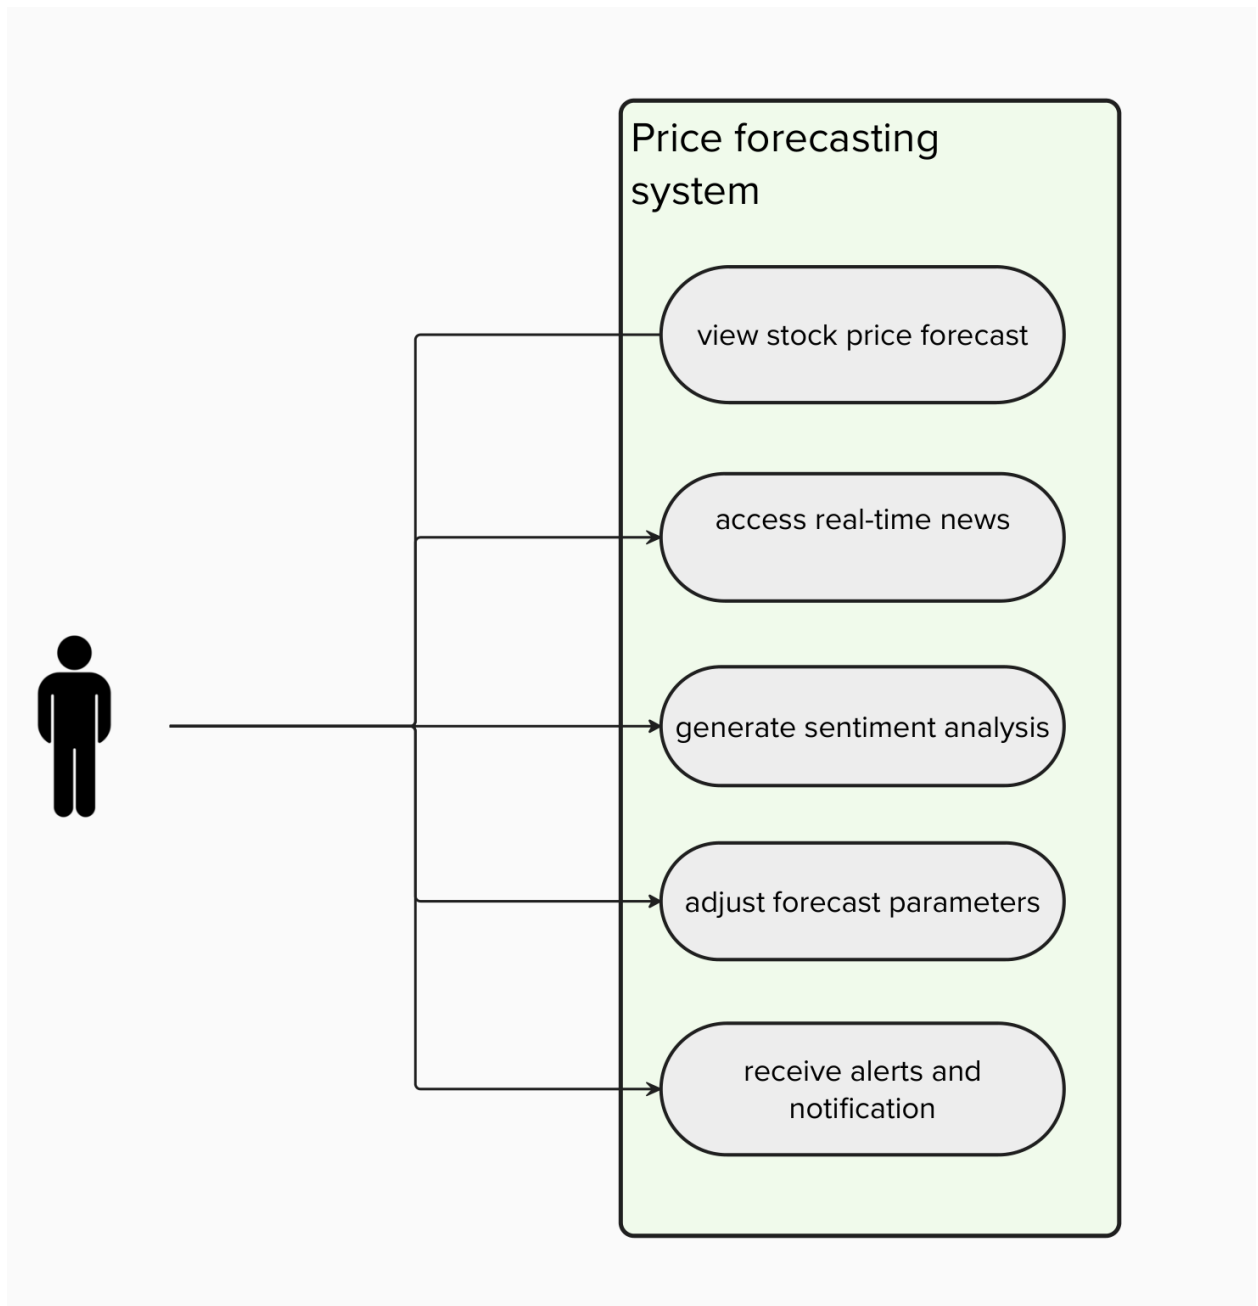 Price forecasting
system
view stock price forecast
access real-time news
generate sentiment analysis
adjust forecast parameters
receive alerts and
notification